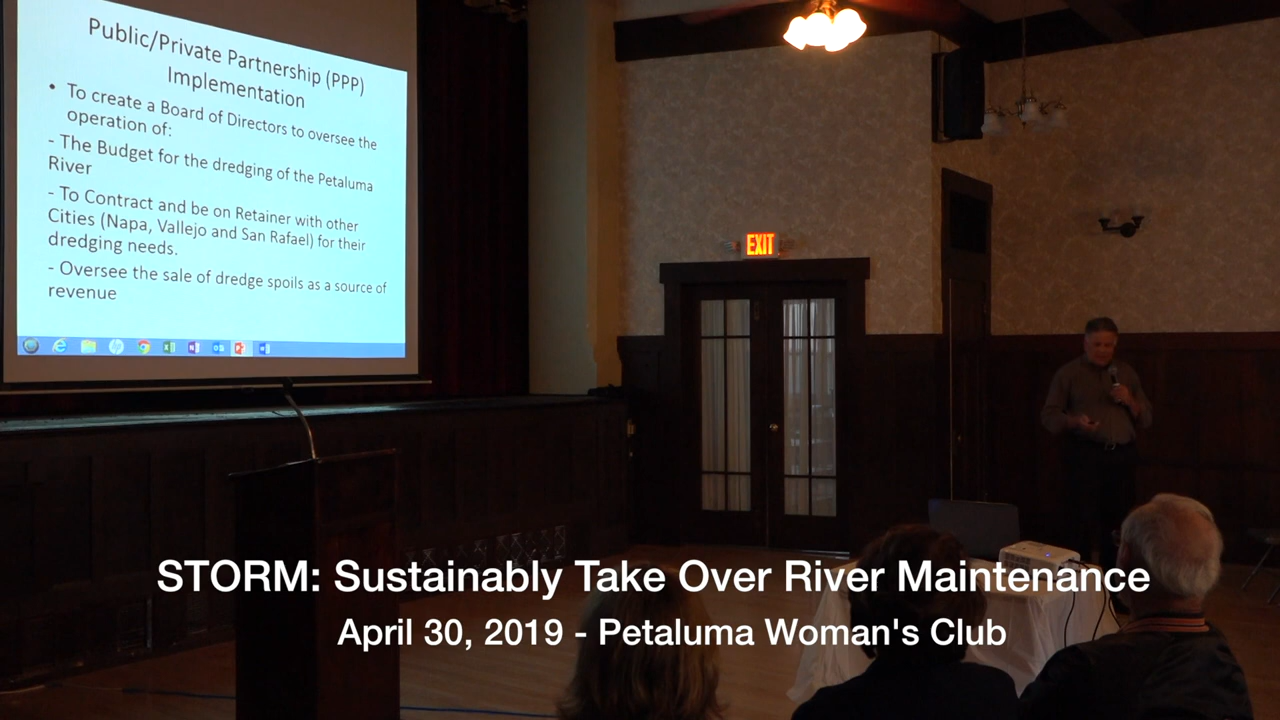 Public/Private Partnership (PPP)
Implementation
• To create a Board of Directors to oversee the
operation of:
- The Budget for the dredging of the Petaluma
River
- To Contract and be on Retainer with other
Cities (Napa, Vallejo and San Rafael) for their
dredging needs.
- Oversee the sale of dredge spoils as a source of
revenue
EXIT
STORM: Sustainably Take Over River Maintenance
April 30, 2019 - Petaluma Woman's Club